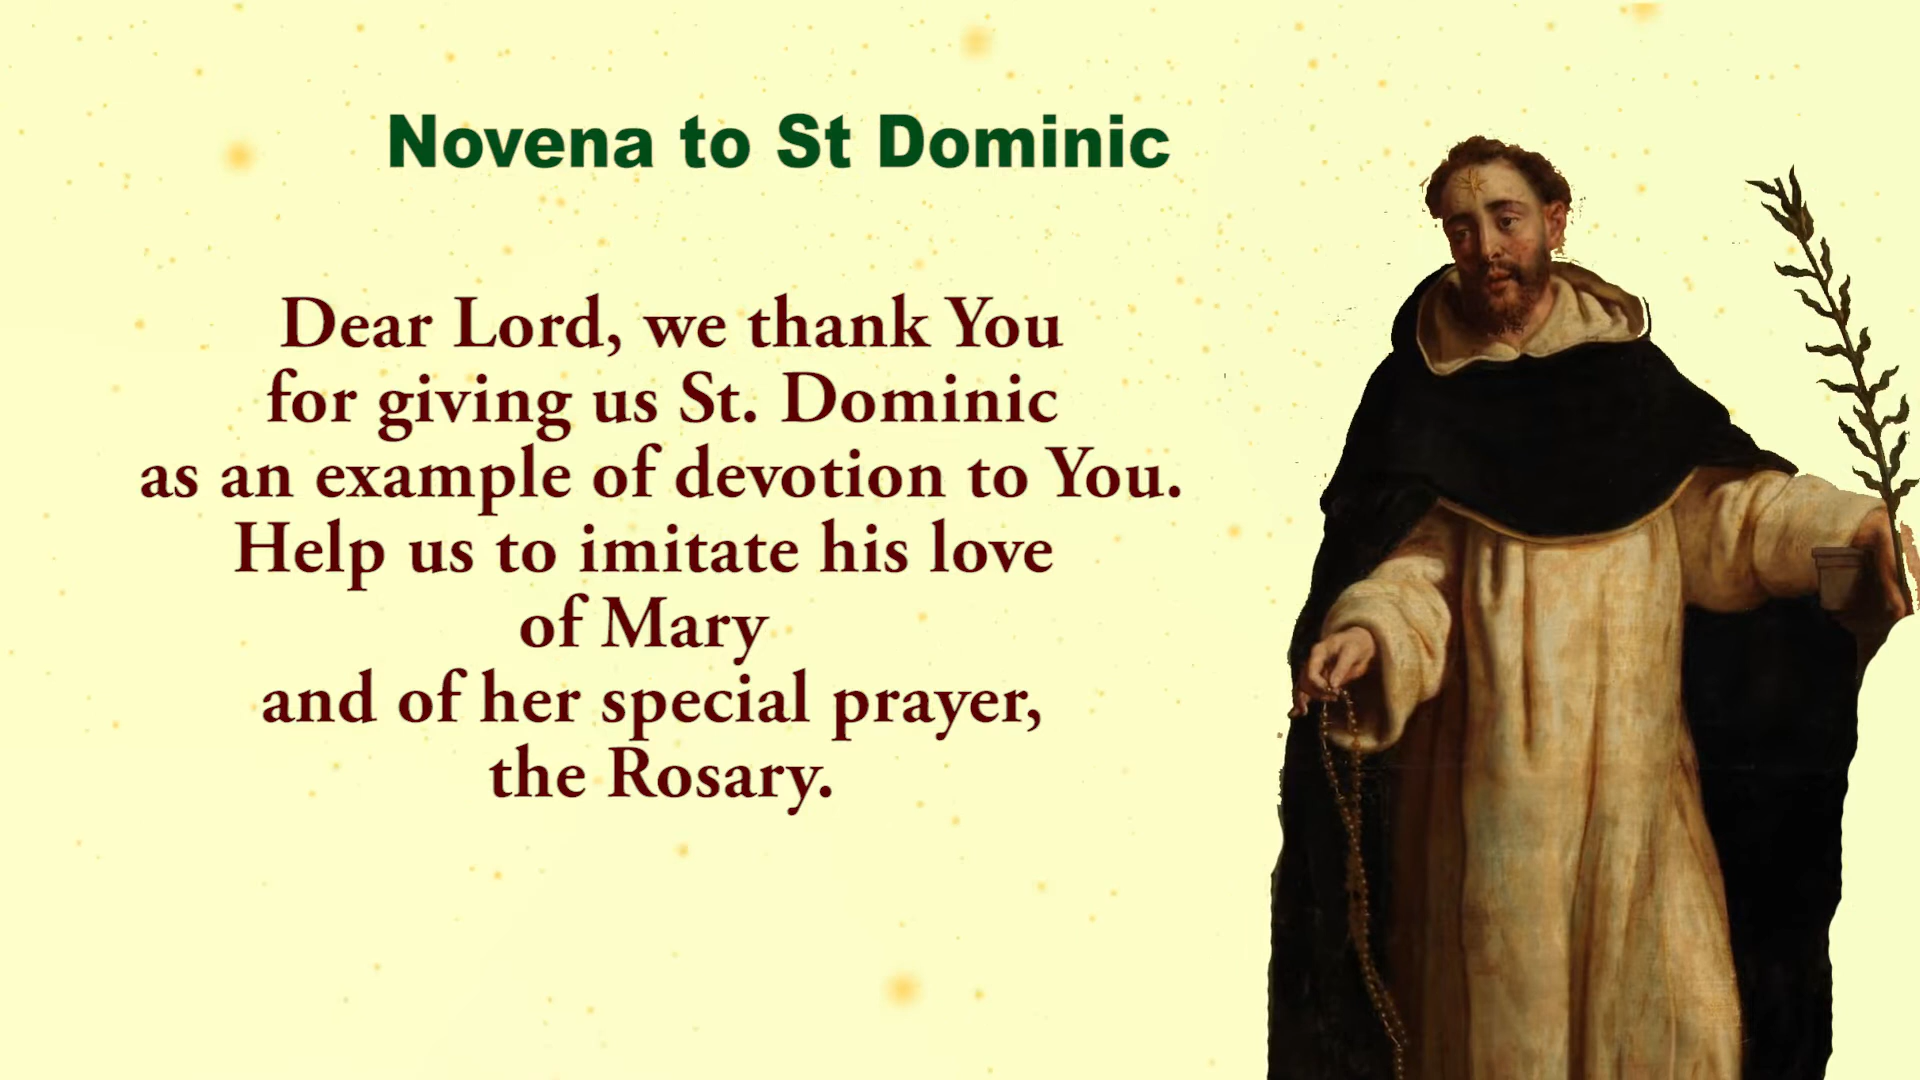 Novena to St Dominic
Dear Lord, we thank You
for giving us St. Dominic
as an example of devotion to You.
Help us to imitate his love
of Mary
and of her special prayer,
the Rosary.